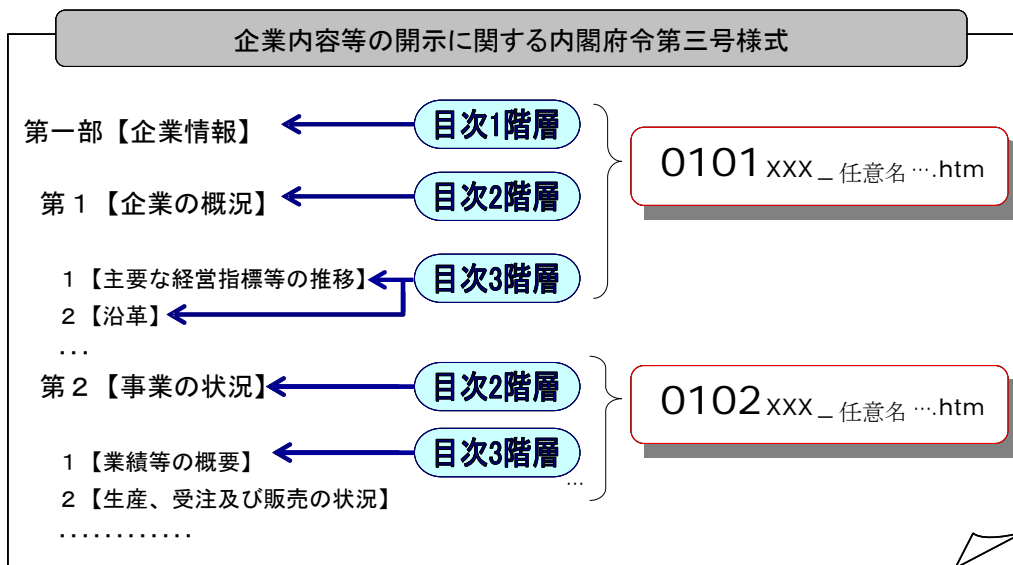 企業内容等の開示に関する内閣府令第三号様式
第一部【企業情報】
目次1階層
0101xxx_任意名….htm
第1【企業の概況】
目次2階層
1【主要な経営指標等の推移】
目次3階層
2【沿革】
...
第2【事業の状況】
目次2階層
0102xxx_任意名….htm
1【業績等の概要】
目次3階層
…
2【生産、受注及び販売の状況】
............